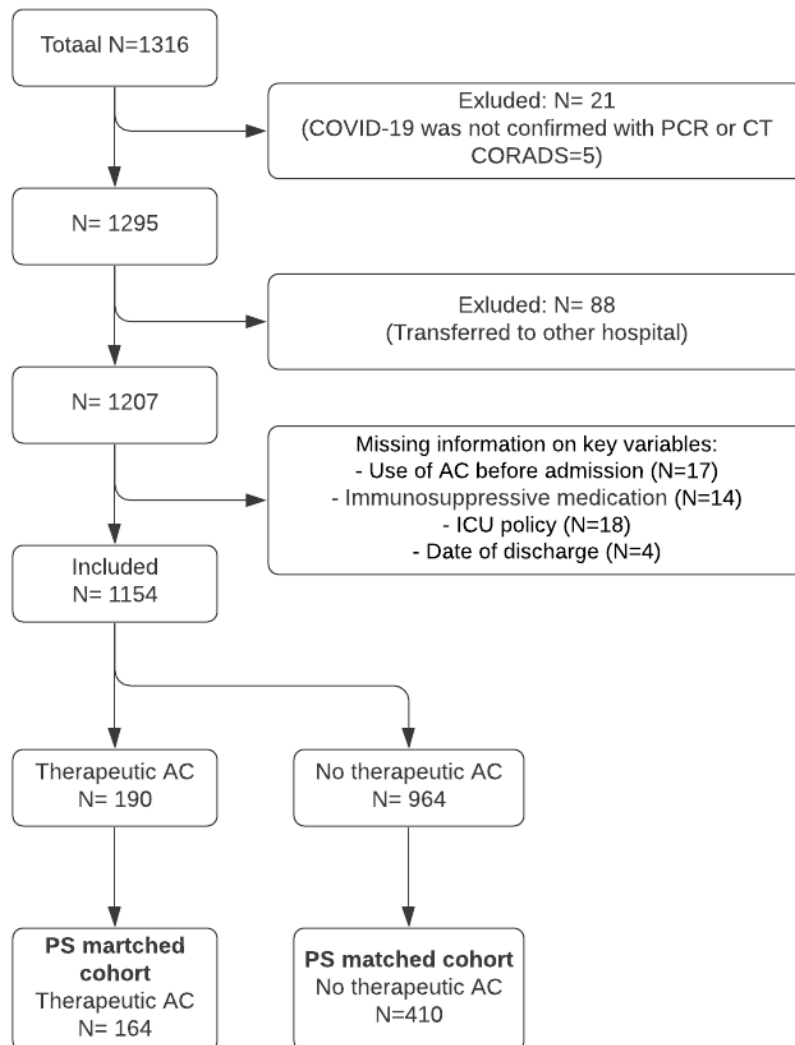 Totaal N=1316
Exluded: N= 21
(COVID-19 was not confirmed with PCR or CT
CORADS=5)
N= 1295
Exluded: N= 88
(Transferred to other hospital)
N= 1207
Missing information on key variables:
- Use of AC before admission (N=17)
- Immunosuppressive medication (N=14)
- ICU policy (N=18)
- Date of discharge (N=4)
Included
N= 1154
Therapeutic AC
N= 190
No therapeutic AC
N= 964
PS martched
cohort
Therapeutic AC
N= 164
PS matched cohort
No therapeutic AC
N=410